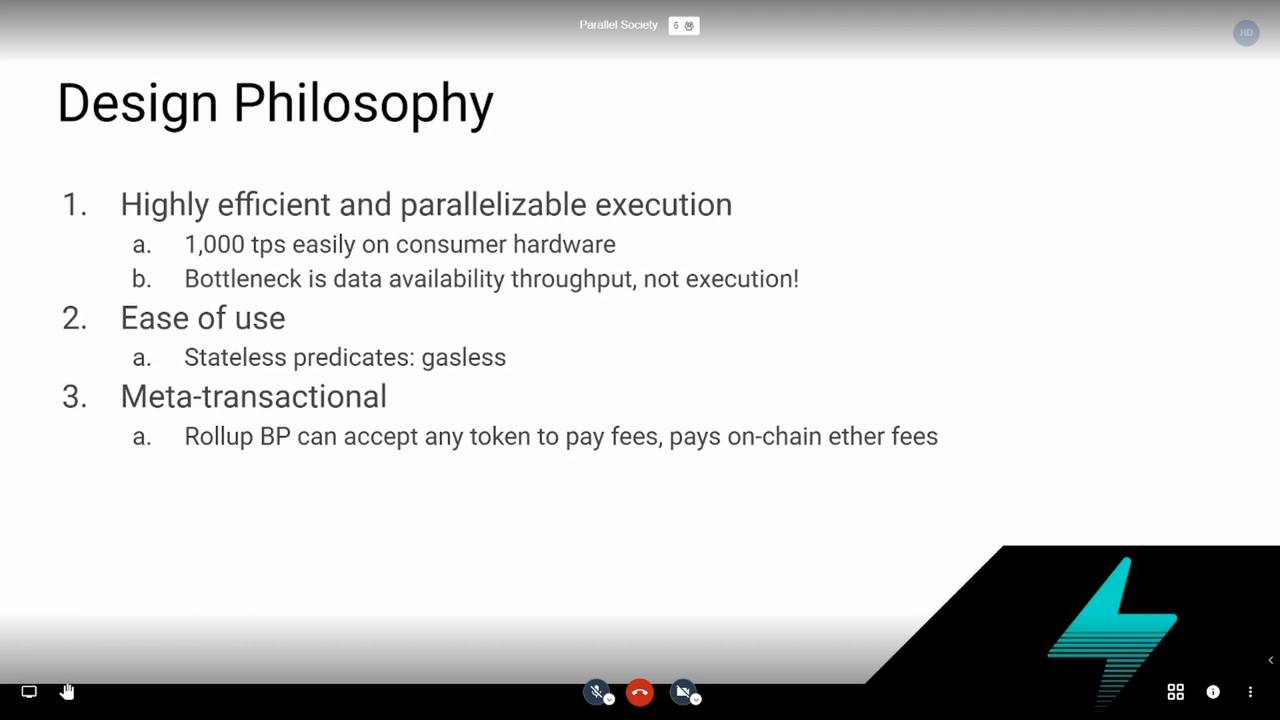 Parallel Society 6
HD
Design Philosophy
1. Highly efficient and parallelizable execution
a. 1,000 tps easily on consumer hardware
b. Bottleneck is data availability throughput, not execution!
2. Ease of use
a. Stateless predicates: gasless
3. Meta-transactional
a. Rollup BP can accept any token to pay fees, pays on-chain ether fees